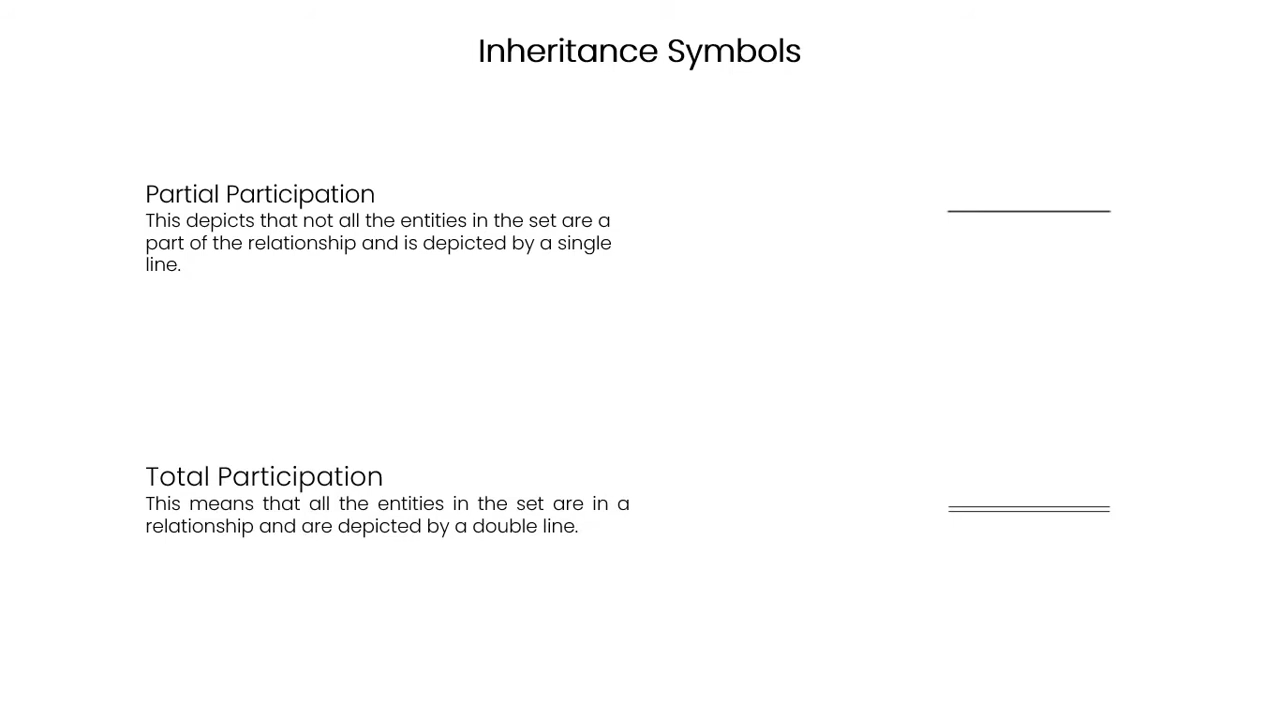 Inheritance Symbols
Partial Participation
This depicts that not all the entities in the set are a
part of the relationship and is depicted by a single
line.
Total Participation
This means that all the entities in the set are in a
relationship and are depicted by a double line.